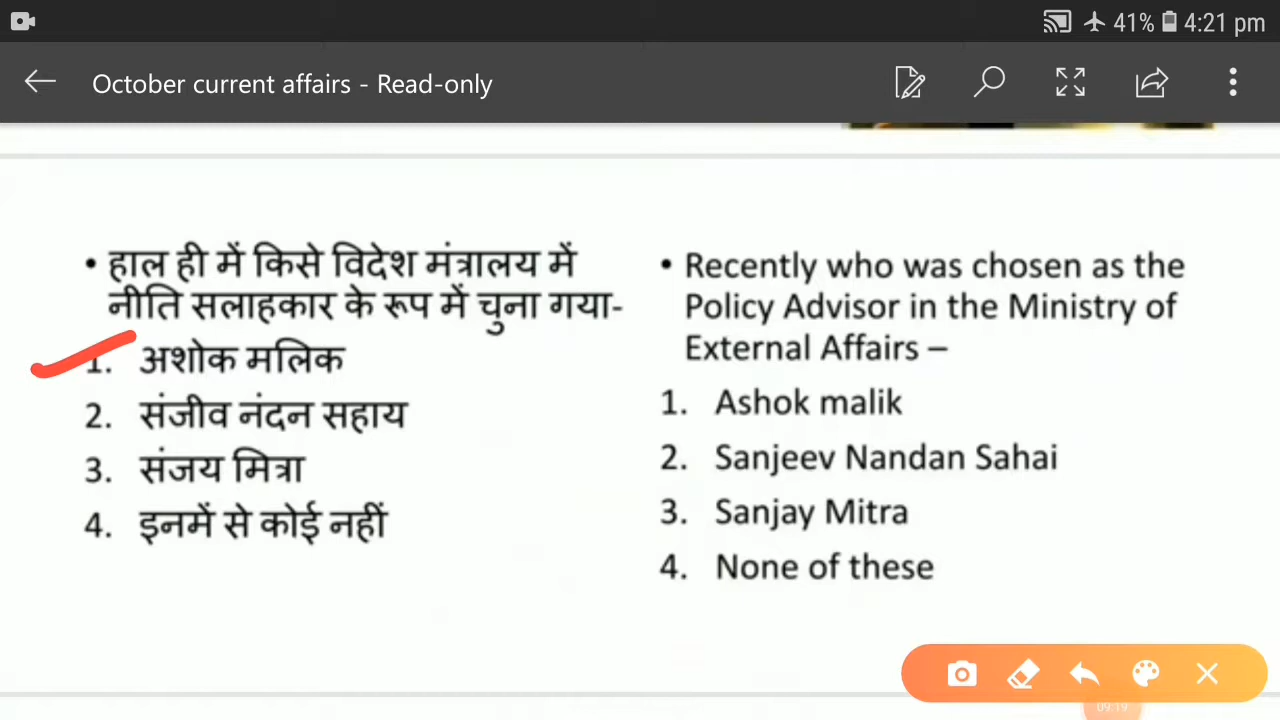 41% 4:21 pm
October current affairs - Read-only
• हाल ही में किसे विदेश मंत्रालय में
नीति सलाहकार के रूप में चुना गया-
1. अशोक मलिक
2. संजीव नंदन सहाय
3. संजय मित्रा
4. इनमें से कोई नहीं
• Recently who was chosen as the
Policy Advisor in the Ministry of
External Affairs –
1. Ashok malik
2. Sanjeev Nandan Sahai
3. Sanjay Mitra
4. None of these
09:19